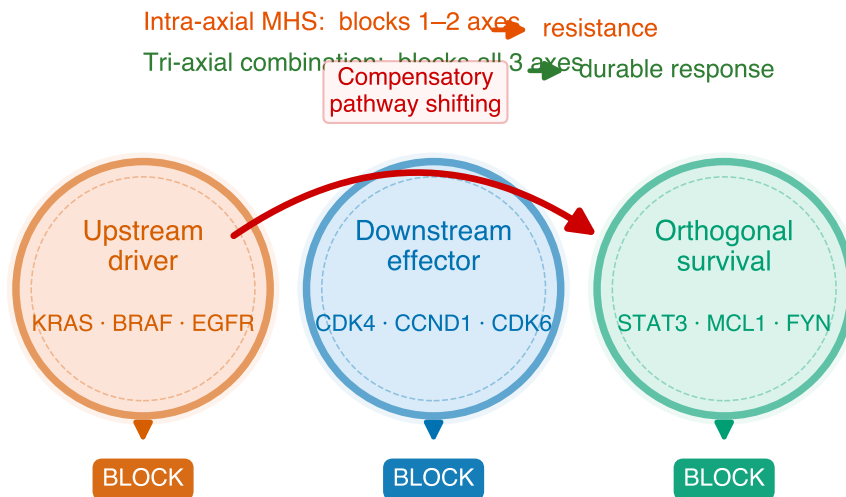 Intra-axial MHS: blocks 1–2 axes resistance
Tri-axial combination: blocks all 3 axes durable response
Compensatory
pathway shifting
Upstream
driver
KRAS · BRAF · EGFR
Downstream
effector
CDK4 · CCND1 · CDK6
Orthogonal
survival
STAT3 · MCL1 · FYN
BLOCK
BLOCK
BLOCK